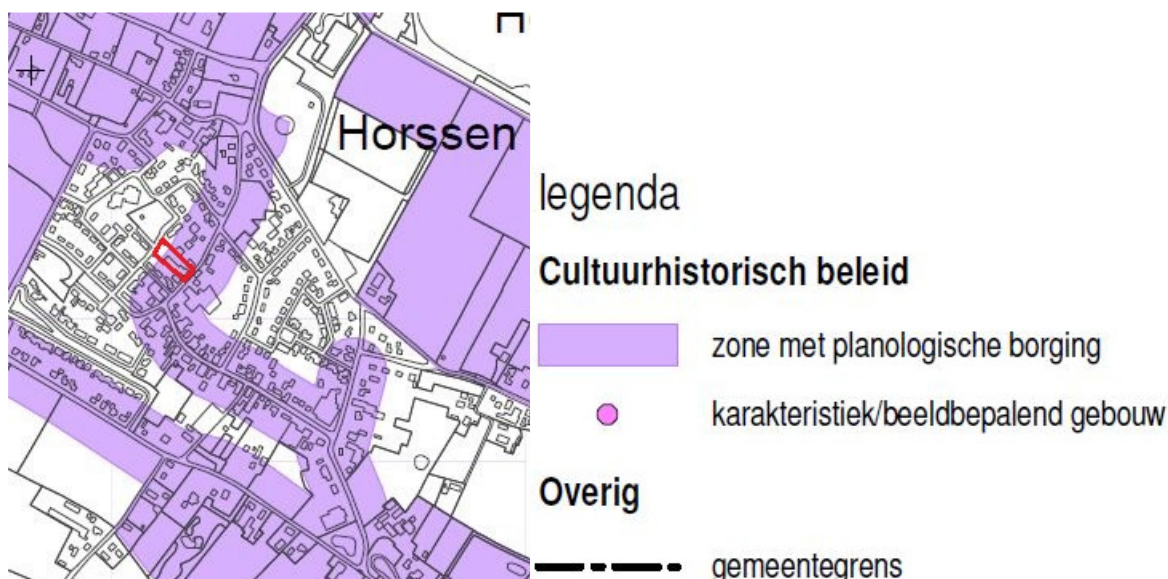 H
Horssen
legenda
Cultuurhistorisch beleid
zone met planologische borging
karakteristiek/beeldbepalend gebouw
Overig
gemeentegrens